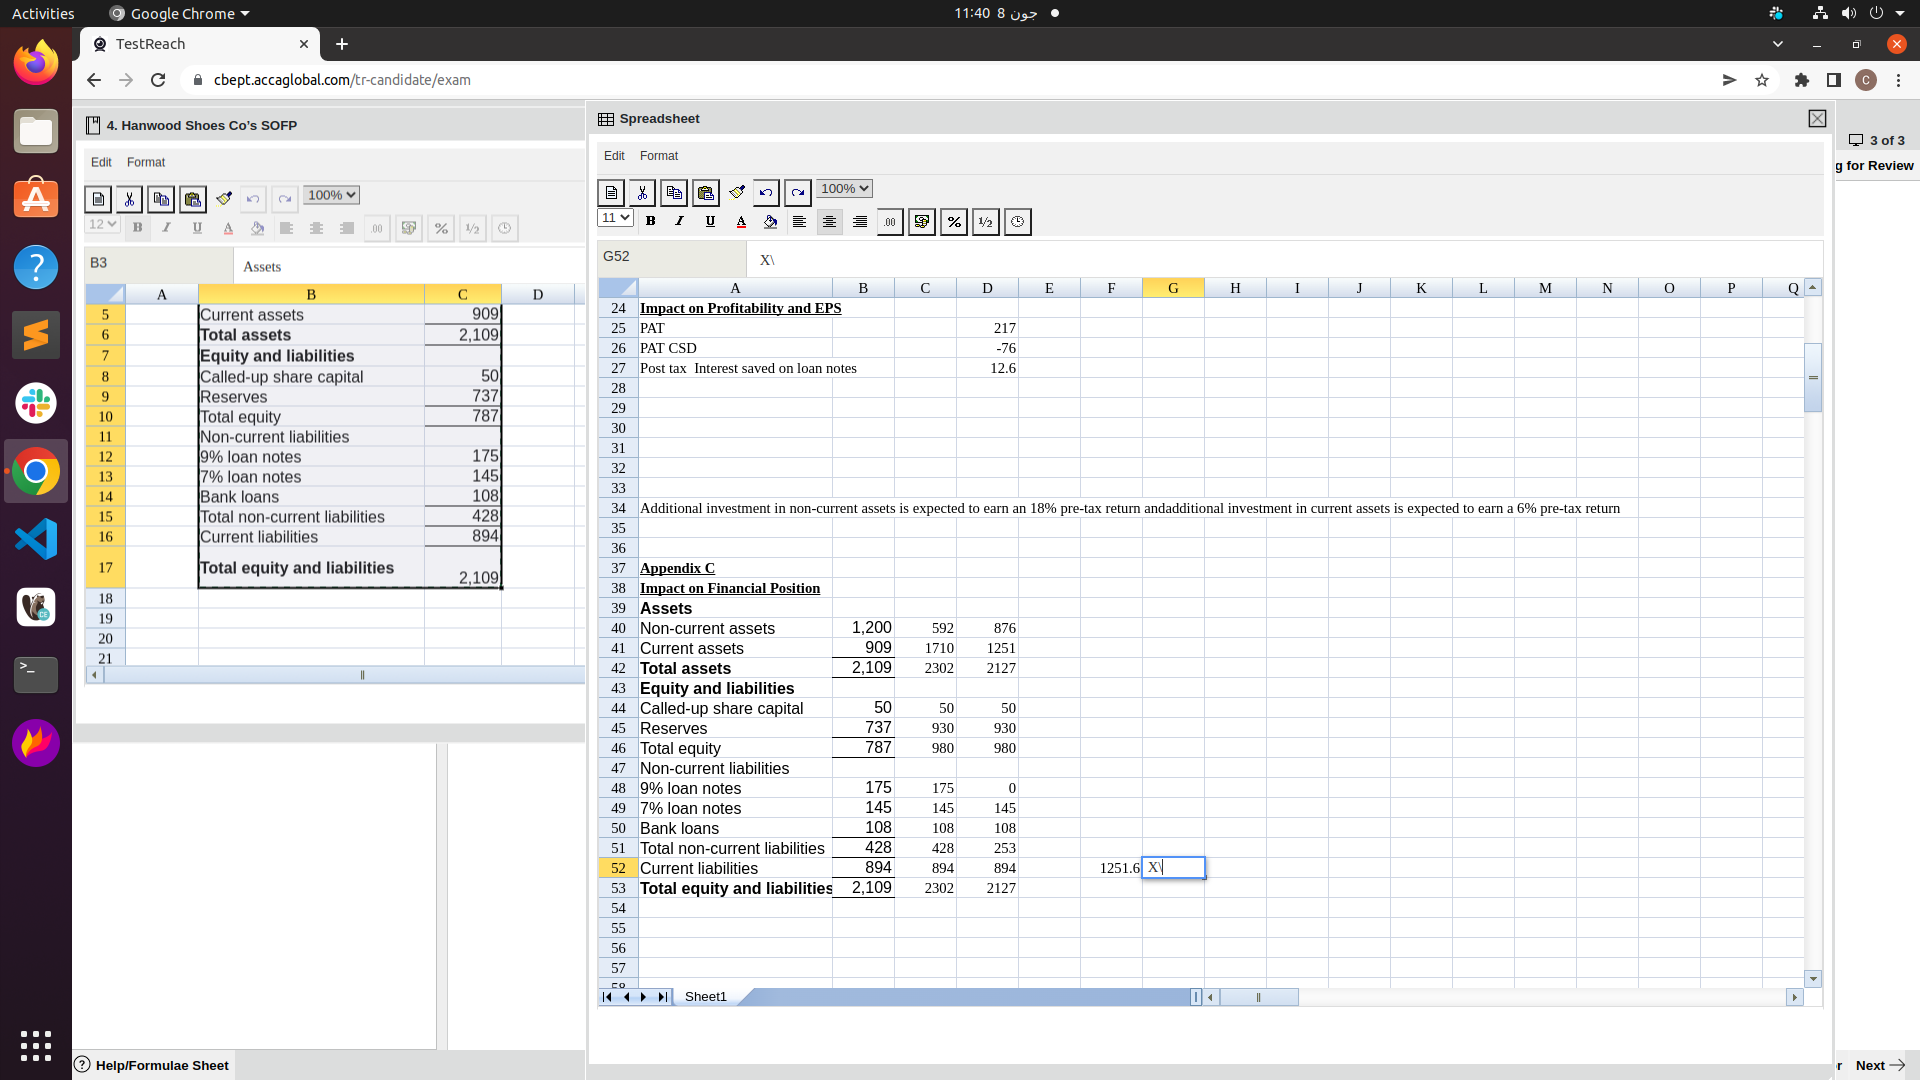 Activities Google Chrome 11:40 8 جون
TestReach
cbept.accaglobal.com/tr-candidate/exam
C
4. Hanwood Shoes Co's SOFP
Edit Format
100%
12 B I U A .00 % ½
B3 Assets
A B C D
5 Current assets 909
6 Total assets 2,109
7 Equity and liabilities
8 Called-up share capital 50
9 Reserves 737
10 Total equity 787
11 Non-current liabilities
12 9% loan notes 175
13 7% loan notes 145
14 Bank loans 108
15 Total non-current liabilities 428
16 Current liabilities 894
17 Total equity and liabilities 2,109
18
19
20
21
Spreadsheet
Edit Format
100%
11 B I U A .00 % ½
G52 X\
A B C D E F G H I J K L M N O P Q
24 Impact on Profitability and EPS
25 PAT 217
26 PAT CSD -76
27 Post tax Interest saved on loan notes 12.6
28
29
30
31
32
33
34 Additional investment in non-current assets is expected to earn an 18% pre-tax return andadditional investment in current assets is expected to earn a 6% pre-tax return
35
36
37 Appendix C
38 Impact on Financial Position
39 Assets
40 Non-current assets 1,200 592 876
41 Current assets 909 1710 1251
42 Total assets 2,109 2302 2127
43 Equity and liabilities
44 Called-up share capital 50 50 50
45 Reserves 737 930 930
46 Total equity 787 980 980
47 Non-current liabilities
48 9% loan notes 175 175 0
49 7% loan notes 145 145 145
50 Bank loans 108 108 108
51 Total non-current liabilities 428 428 253
52 Current liabilities 894 894 894 1251.6 X\
53 Total equity and liabilities 2,109 2302 2127
54
55
56
57
58
Sheet1
3 of 3
g for Review
Help/Formulae Sheet
r Next